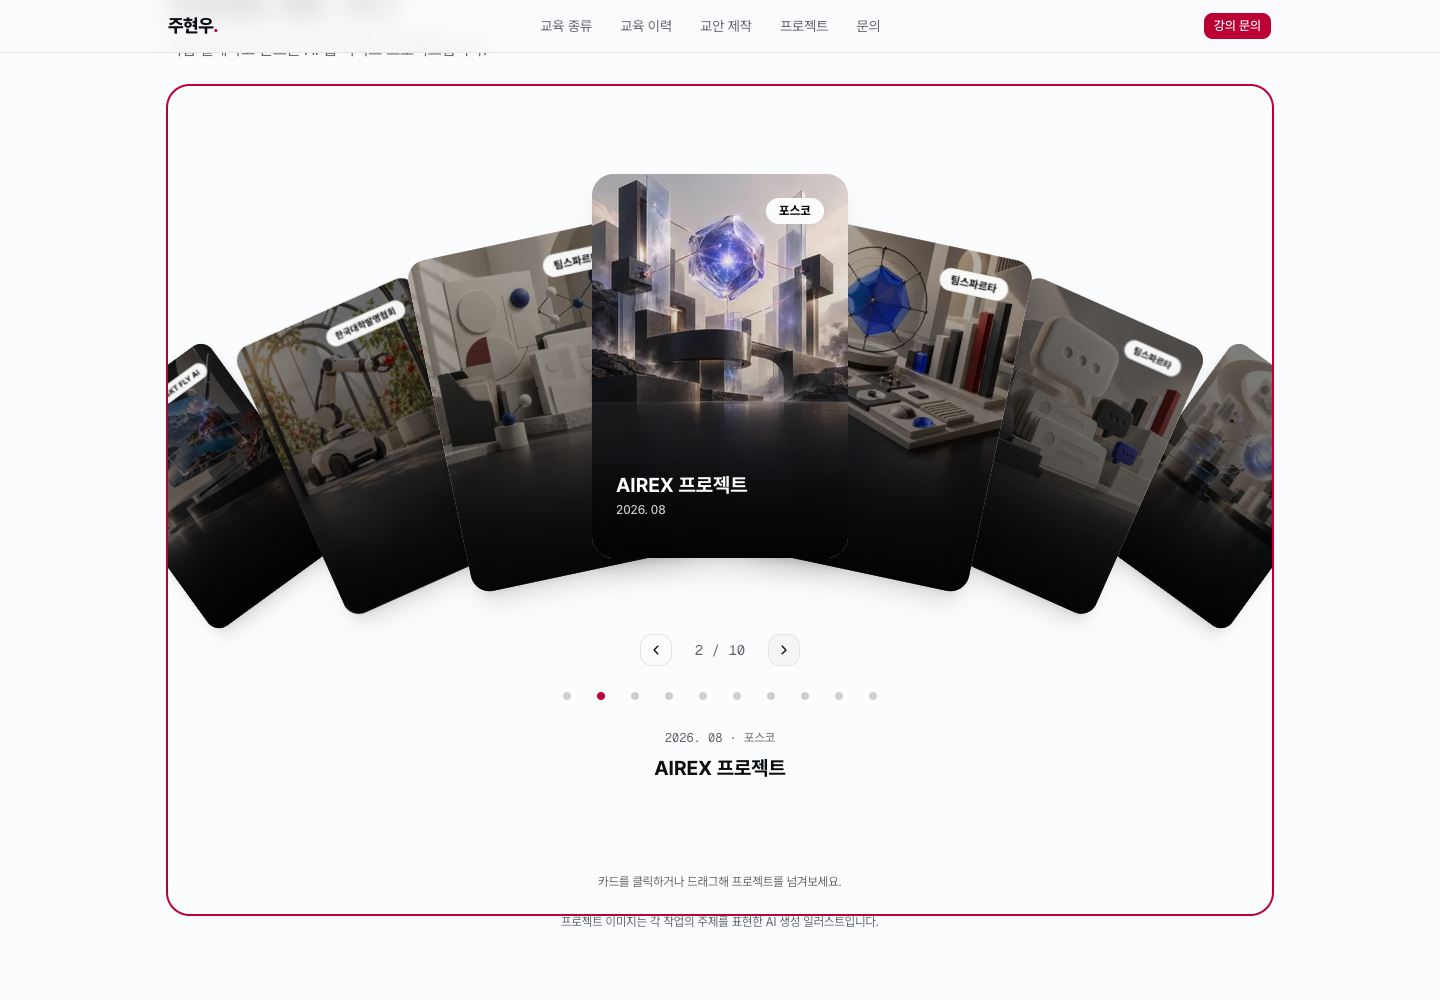 주현우.
교육 종류
교육 이력
교안 제작
프로젝트
문의
강의 문의
포스코
팀스파르타
팀스파르타
한국대학발명협회
팀스파르타
SKT FLY AI
AIREX 프로젝트
2026. 08
2 / 10
2026. 08 · 포스코
AIREX 프로젝트
카드를 클릭하거나 드래그해 프로젝트를 넘겨보세요.
프로젝트 이미지는 각 작업의 주제를 표현한 AI 생성 일러스트입니다.